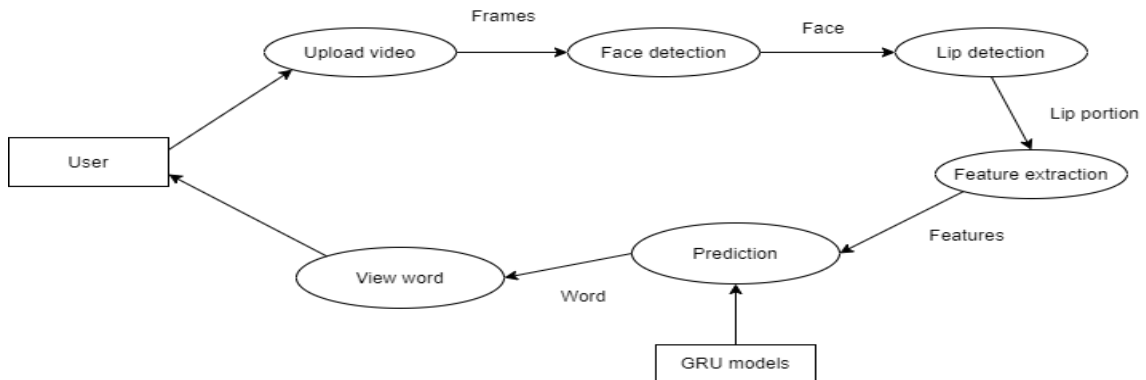 Frames
Face
Upload video
Face detection
Lip detection
Lip portion
User
Feature extraction
Features
Prediction
View word
Word
GRU models